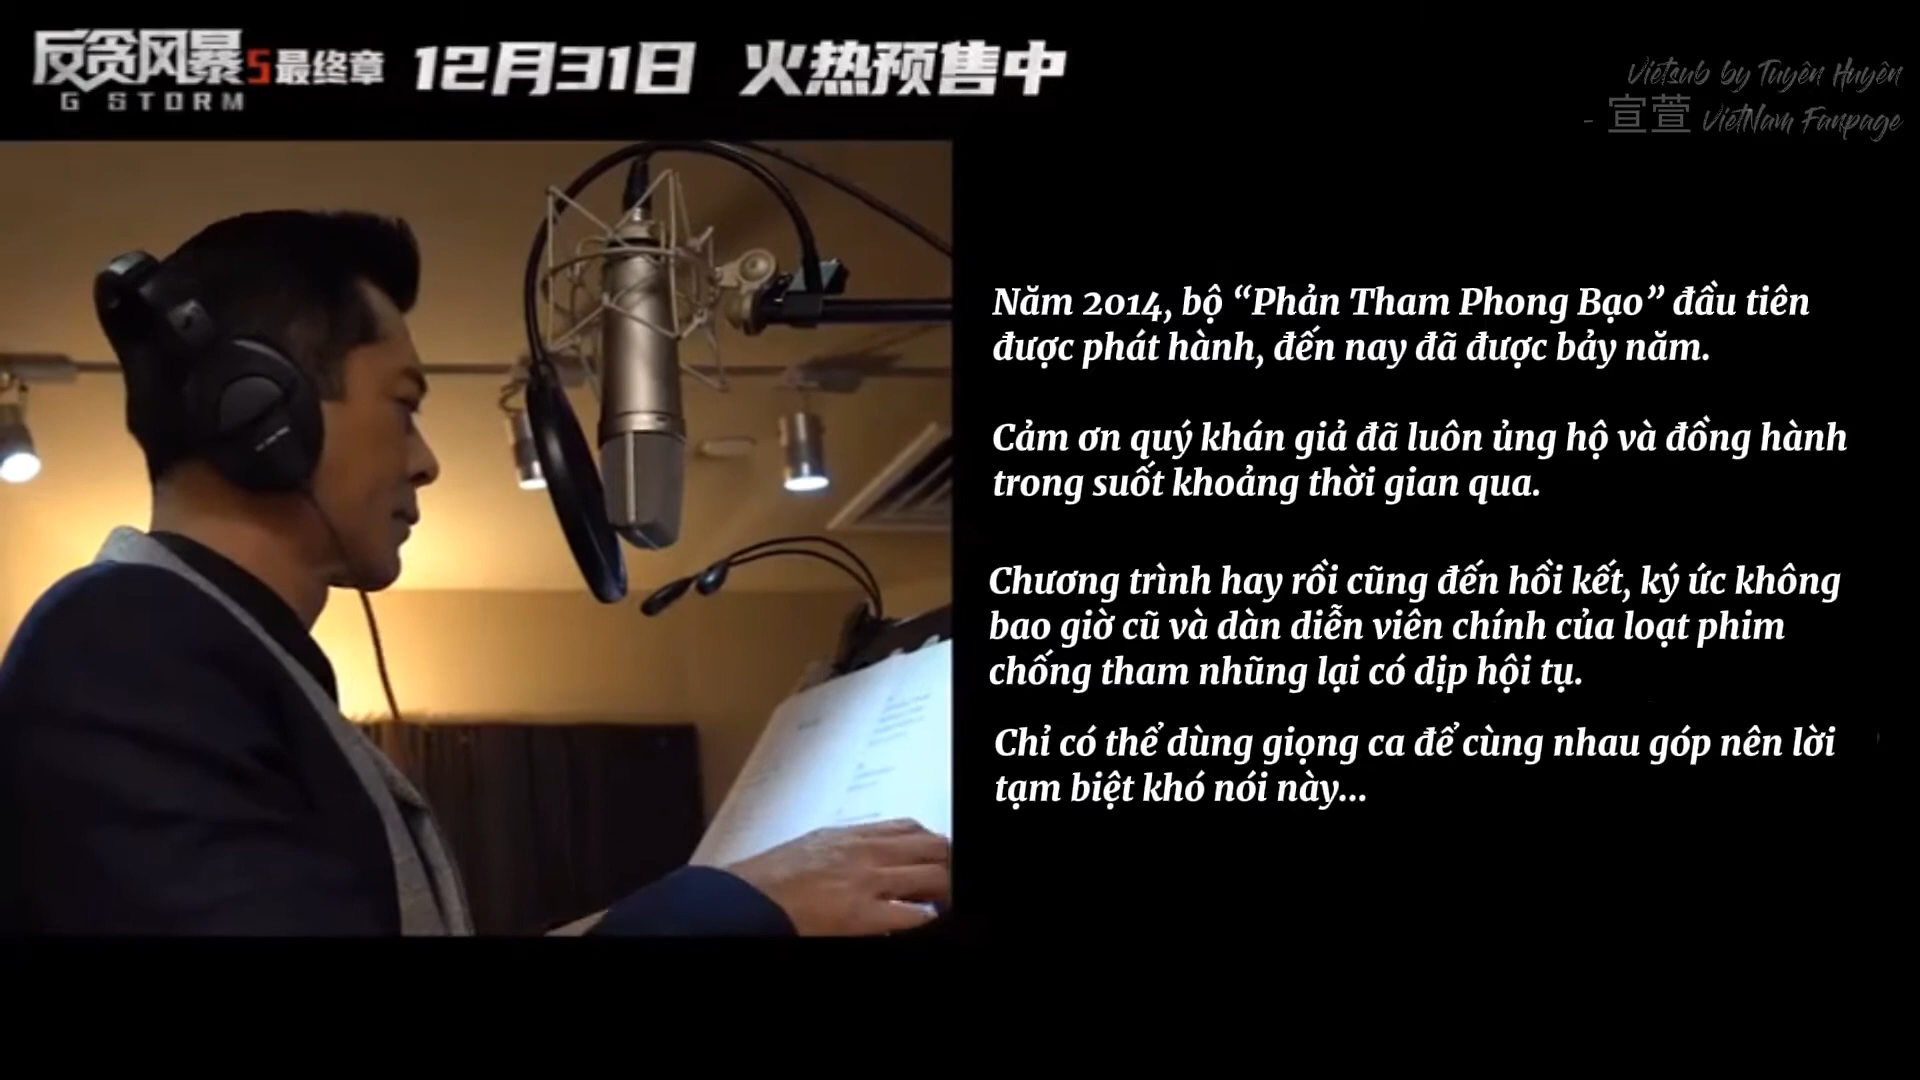 反贪风暴5最终章 12月31日 火热预售中
G STORM
Vietsub by Tuyên Huyên
- 宣萱 VietNam Fanpage
Năm 2014, bộ “Phản Tham Phong Bạo” đầu tiên
được phát hành, đến nay đã được bảy năm.
Cảm ơn quý khán giả đã luôn ủng hộ và đồng hành
trong suốt khoảng thời gian qua.
Chương trình hay rồi cũng đến hồi kết, ký ức không
bao giờ cũ và dàn diễn viên chính của loạt phim
chống tham nhũng lại có dịp hội tụ.
Chỉ có thể dùng giọng ca để cùng nhau góp nên lời
tạm biệt khó nói này...